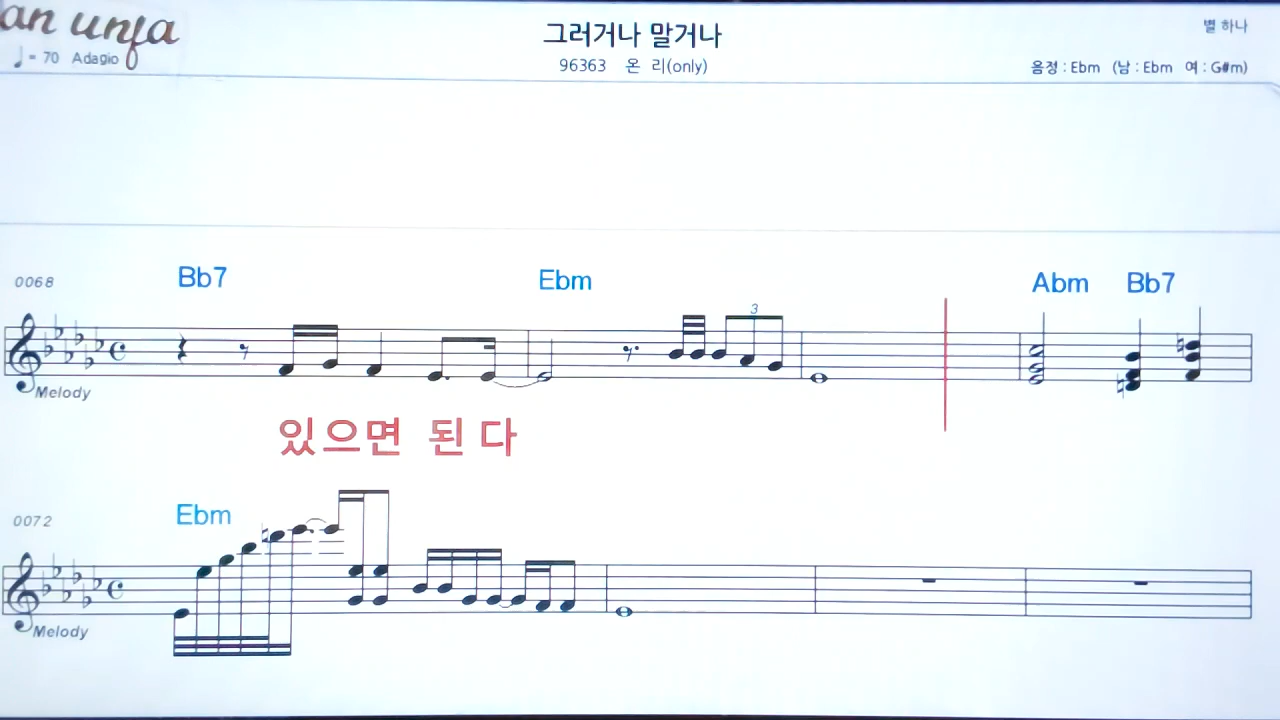 an unja
그러거나 말거나
별 하나
♩= 70 Adagio
96363 온 리(only)
음정 : Ebm (남 : Ebm 여 : G#m)
0068
Bb7 Ebm Abm Bb7
3
Melody
있으면 된 다
0072
Ebm
Melody